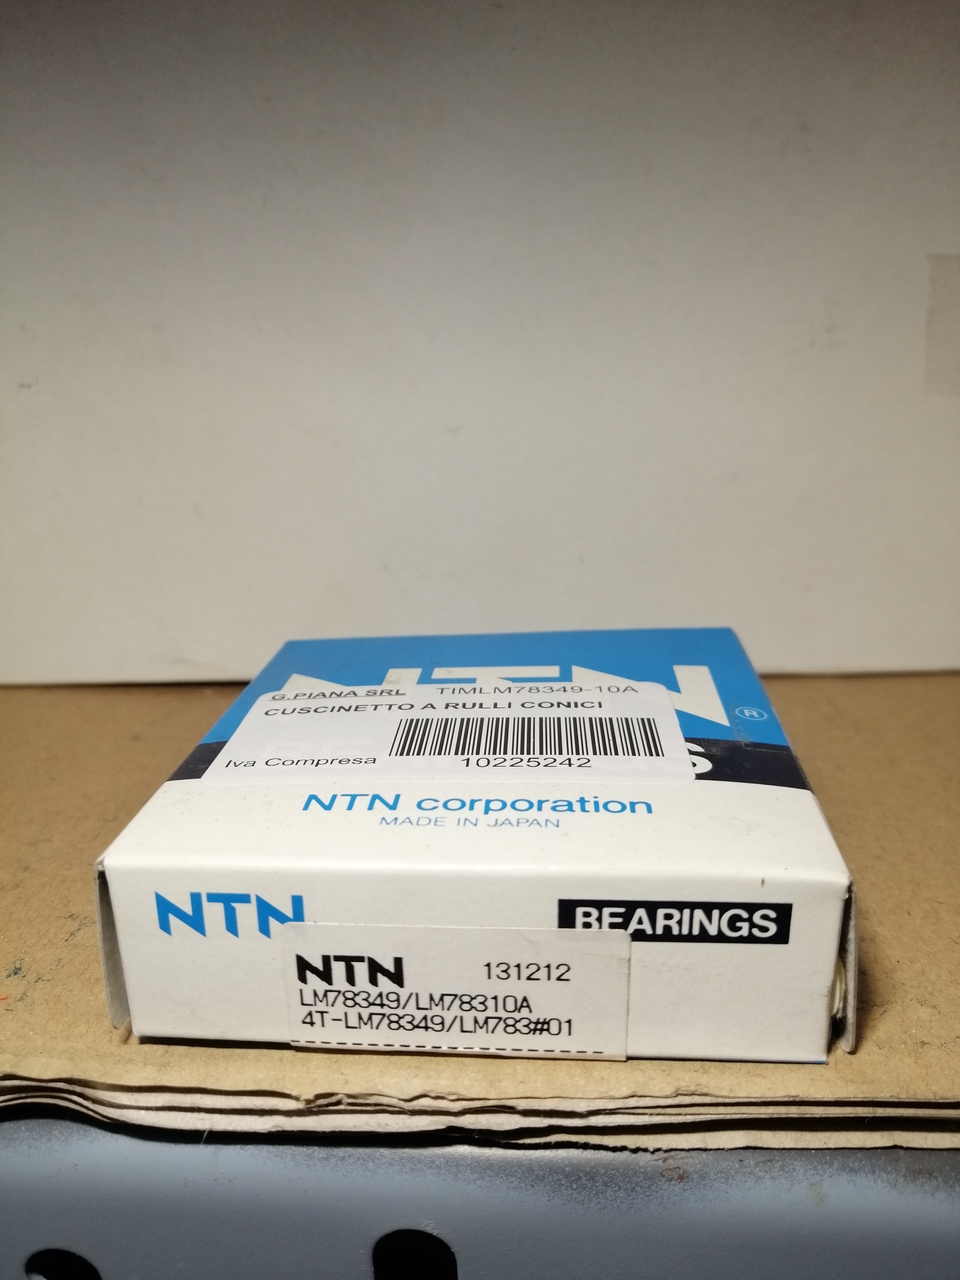 NTN
®
G.PIANA SRL TIMLM78349-10A
CUSCINETTO A RULLI CONICI
Iva Compresa 10225242
NTN corporation
MADE IN JAPAN
NTN BEARINGS
NTN 131212
LM78349/LM78310A
4T-LM78349/LM783#01